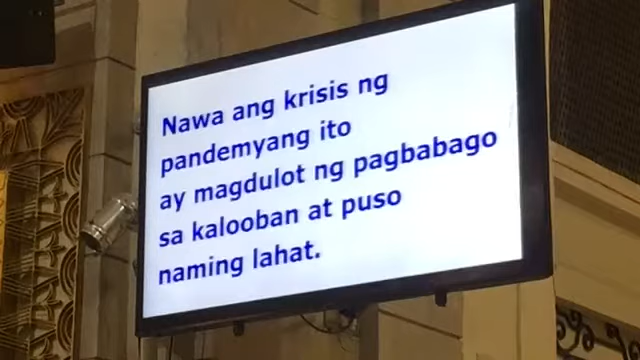 Nawa ang krisis ng
pandemyang ito
ay magdulot ng pagbabago
sa kalooban at puso
naming lahat.